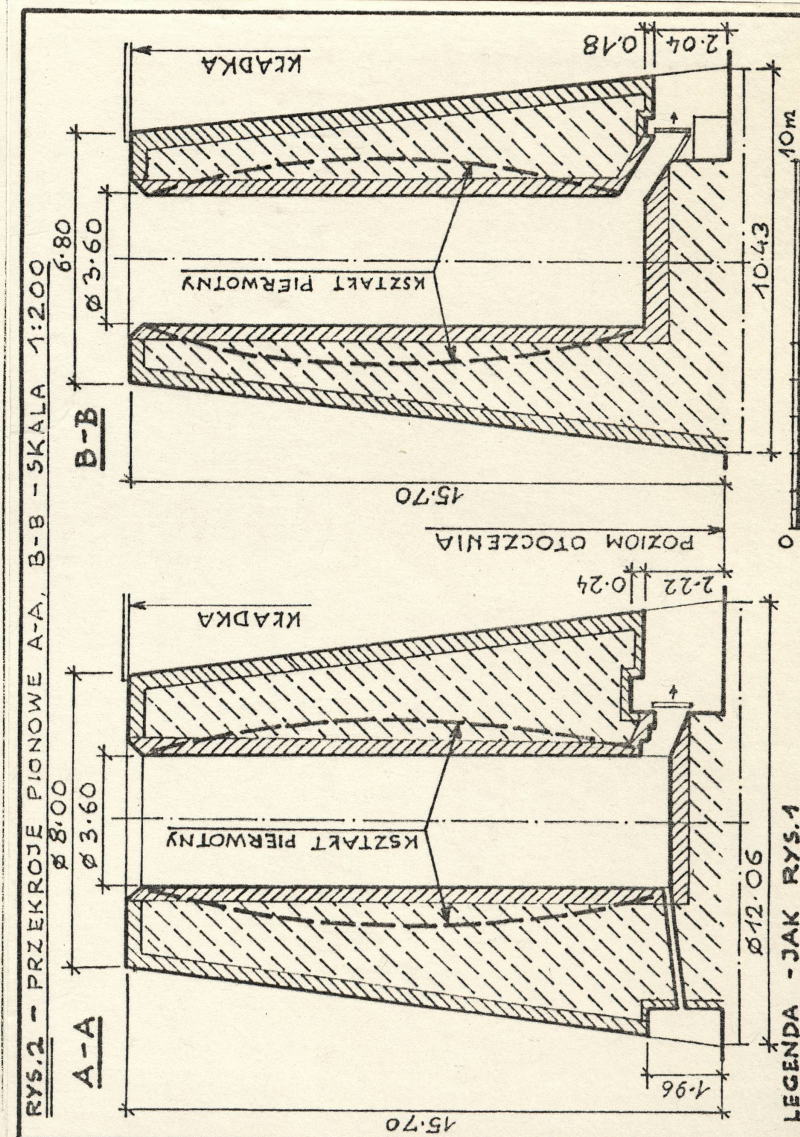 RYS.2 – PRZEKROJE PIONOWE A-A, B-B – SKALA 1:200
A-A
Ø 8.00
Ø 3.60
KŁADKA
KSZTAŁT PIERWOTNY
15.70
1.96
0.24
2.22
Ø12.06
POZIOM OTOCZENIA
B-B
6.80
Ø 3.60
KŁADKA
KSZTAŁT PIERWOTNY
15.70
0.18
2.04
10.43
0
10m
LEGENDA - JAK RYS.1